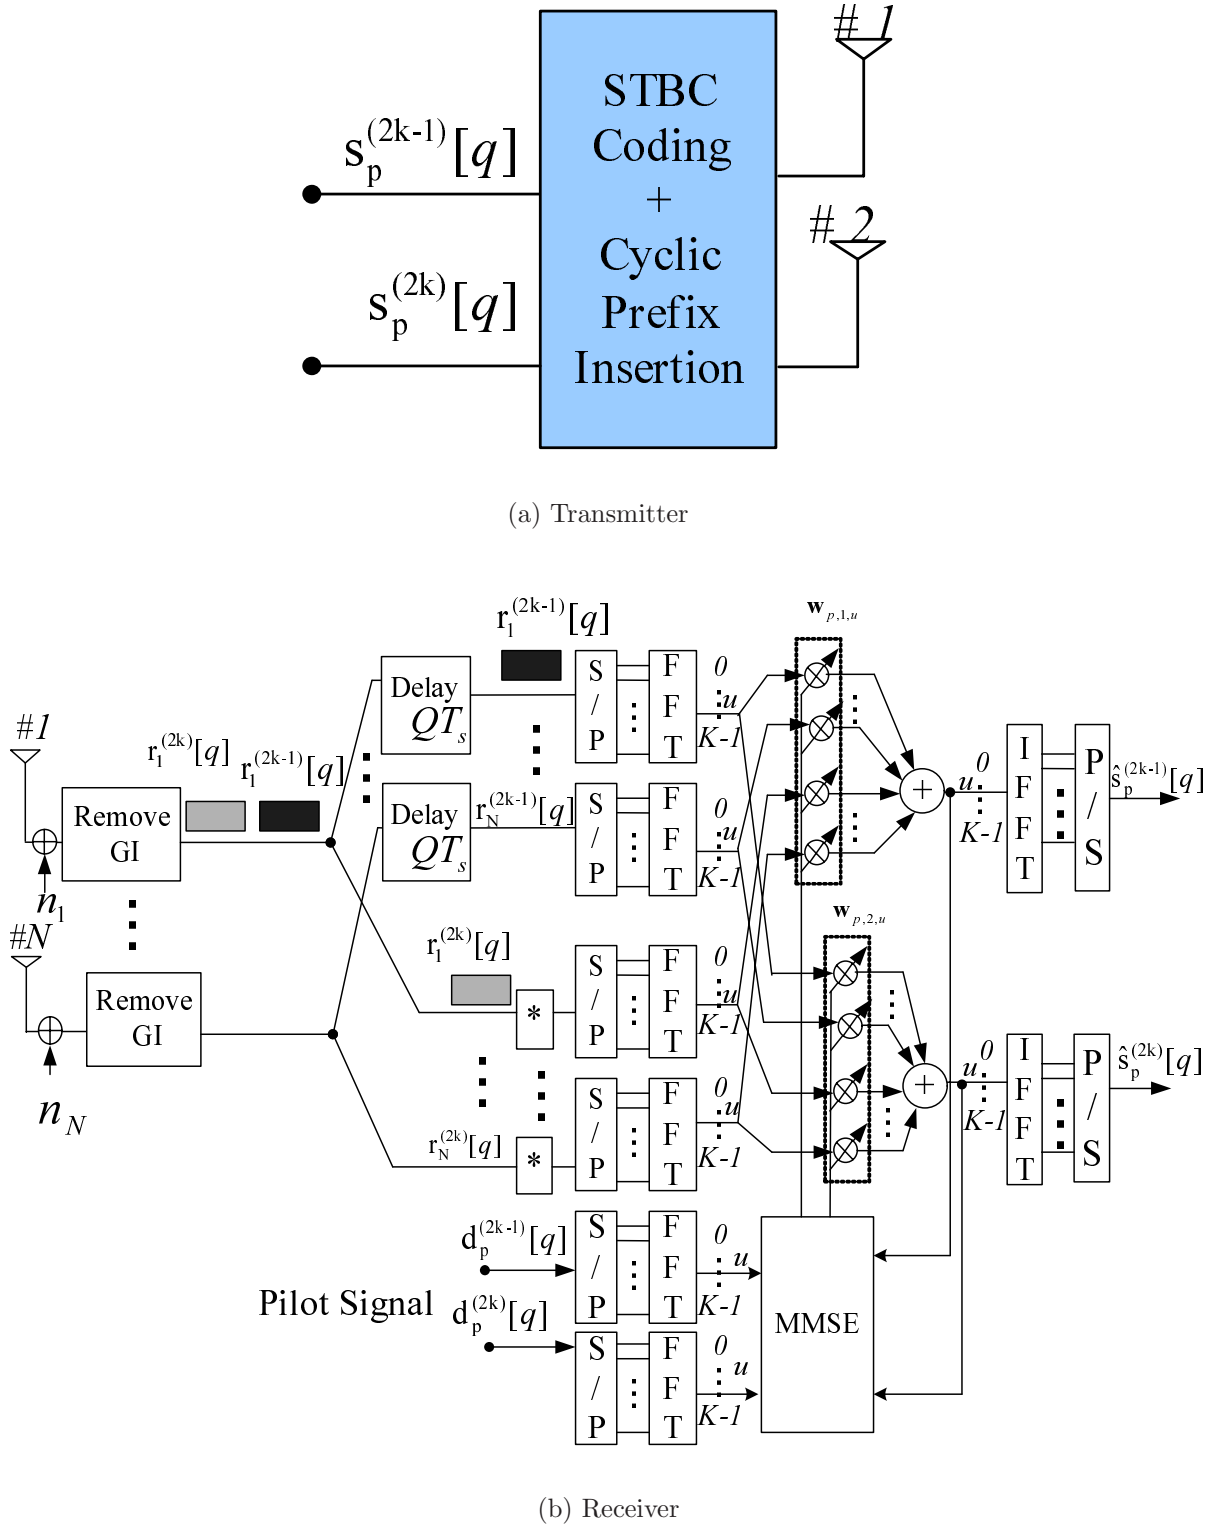 # 1
STBC
Coding
+
Cyclic
Prefix
Insertion
s_p^(2k-1)[q]
# 2
s_p^(2k)[q]
(a) Transmitter
w_p,1,u
r_1^(2k-1)[q]
Delay
QT_s
S / P
F F T
0
u
K-1
#1
r_1^(2k)[q]
r_1^(2k-1)[q]
Remove
GI
n_1
Delay
QT_s
r_N^(2k-1)[q]
S / P
F F T
0
u
K-1
+
u
0
K-1
I F F T
P / S
ŝ_p^(2k-1)[q]
#N
Remove
GI
n_N
r_1^(2k)[q]
*
S / P
F F T
0
u
K-1
w_p,2,u
r_N^(2k)[q]
*
S / P
F F T
0
u
K-1
+
u
0
K-1
I F F T
P / S
ŝ_p^(2k)[q]
Pilot Signal
d_p^(2k-1)[q]
S / P
F F T
0
u
K-1
d_p^(2k)[q]
S / P
F F T
0
u
K-1
MMSE
(b) Receiver